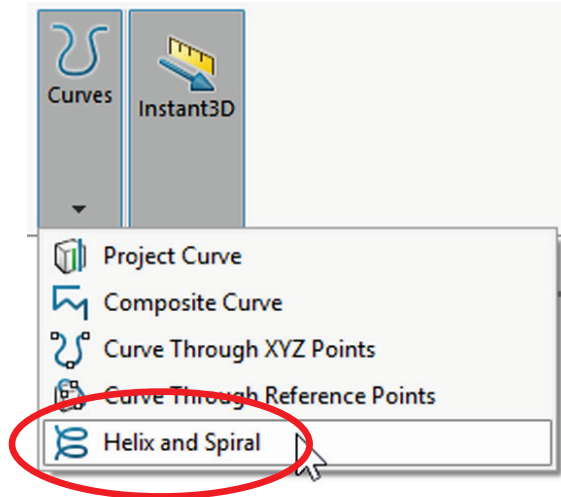 Curves
Instant3D
Project Curve
Composite Curve
Curve Through XYZ Points
Curve Through Reference Points
Helix and Spiral